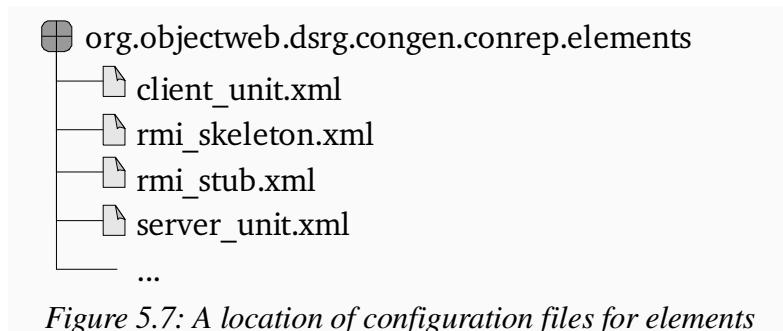 org.objectweb.dsrg.congen.conrep.elements
client_unit.xml
rmi_skeleton.xml
rmi_stub.xml
server_unit.xml
...
Figure 5.7: A location of configuration files for elements